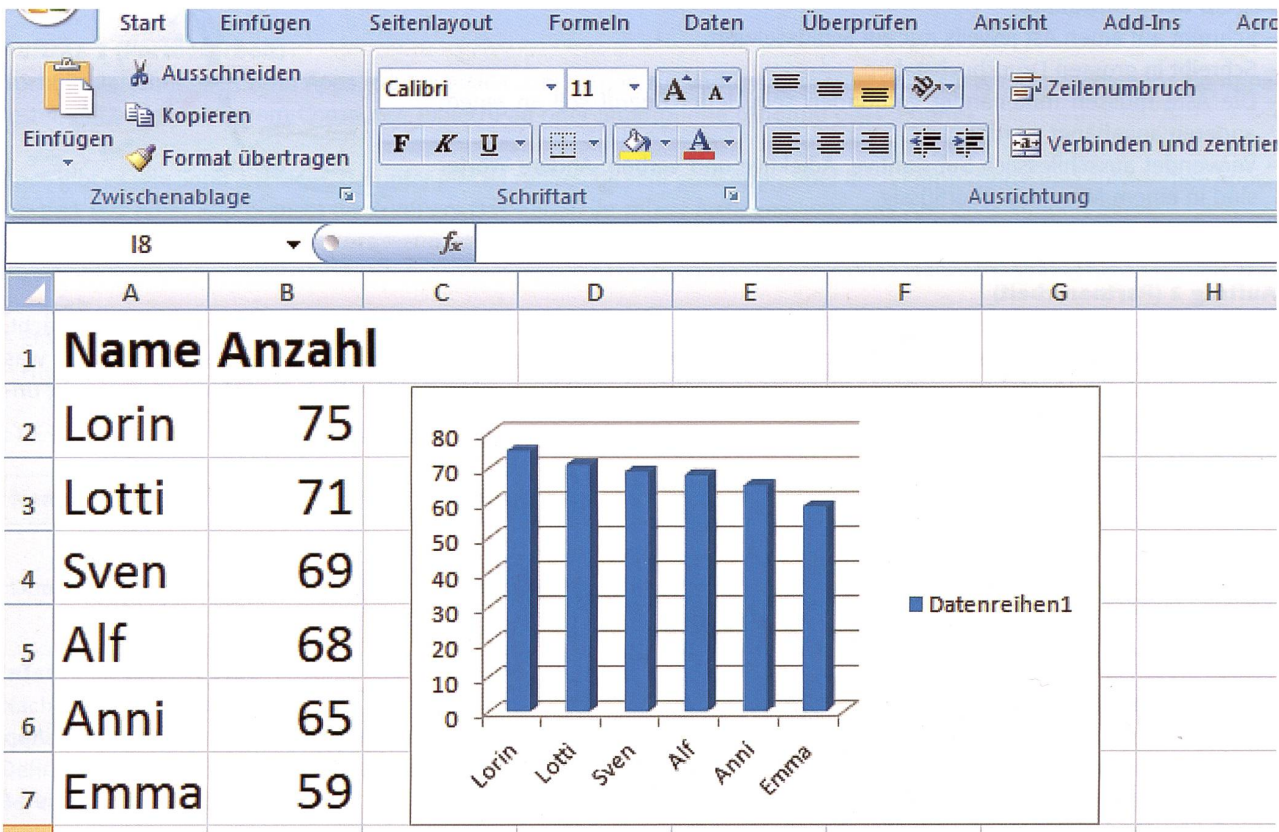 Start Einfügen Seitenlayout Formeln Daten Überprüfen Ansicht Add-Ins Acro
Ausschneiden
Kopieren
Format übertragen
Einfügen
Zwischenablage
Calibri 11 A A
F K U A
Schriftart
Zeilenumbruch
Verbinden und zentrier
Ausrichtung
I8 fx
A B C D E F G H
1 Name Anzahl
2 Lorin 75
3 Lotti 71
4 Sven 69
5 Alf 68
6 Anni 65
7 Emma 59
80
70
60
50
40
30
20
10
0
Lorin Lotti Sven Alf Anni Emma
Datenreihen1